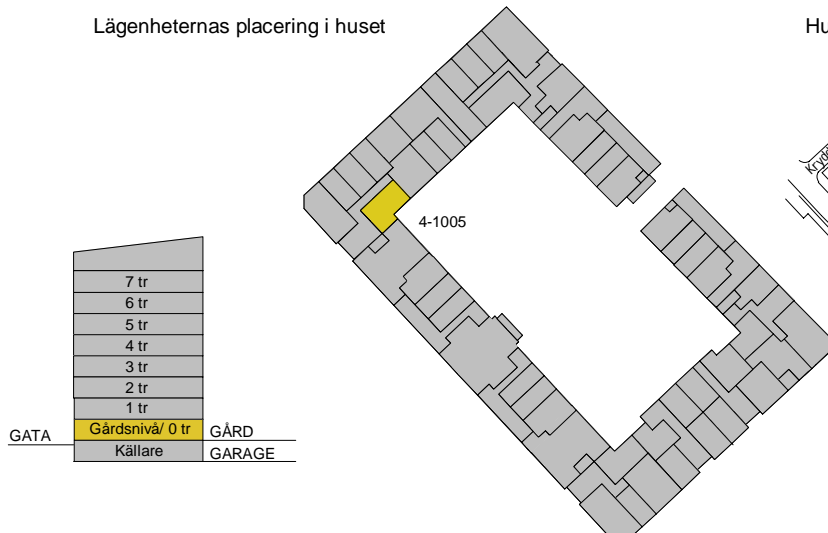 Lägenheternas placering i huset
Hu
Kryd
4-1005
7 tr
6 tr
5 tr
4 tr
3 tr
2 tr
1 tr
GATA
Gårdsnivå/ 0 tr
GÅRD
Källare
GARAGE